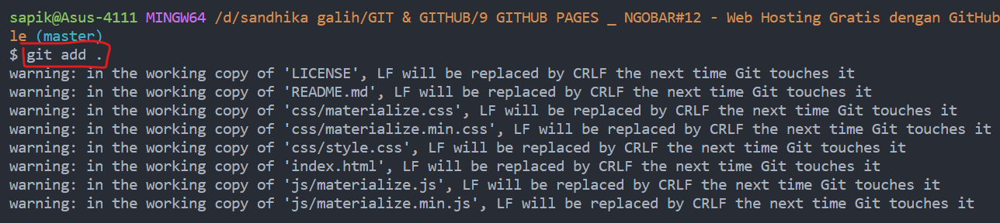 sapik@Asus-4111 MINGW64 /d/sandhika galih/GIT & GITHUB/9 GITHUB PAGES _ NGOBAR#12 - Web Hosting Gratis dengan GitHub
le (master)
$ git add .
warning: in the working copy of 'LICENSE', LF will be replaced by CRLF the next time Git touches it
warning: in the working copy of 'README.md', LF will be replaced by CRLF the next time Git touches it
warning: in the working copy of 'css/materialize.css', LF will be replaced by CRLF the next time Git touches it
warning: in the working copy of 'css/materialize.min.css', LF will be replaced by CRLF the next time Git touches it
warning: in the working copy of 'css/style.css', LF will be replaced by CRLF the next time Git touches it
warning: in the working copy of 'index.html', LF will be replaced by CRLF the next time Git touches it
warning: in the working copy of 'js/materialize.js', LF will be replaced by CRLF the next time Git touches it
warning: in the working copy of 'js/materialize.min.js', LF will be replaced by CRLF the next time Git touches it